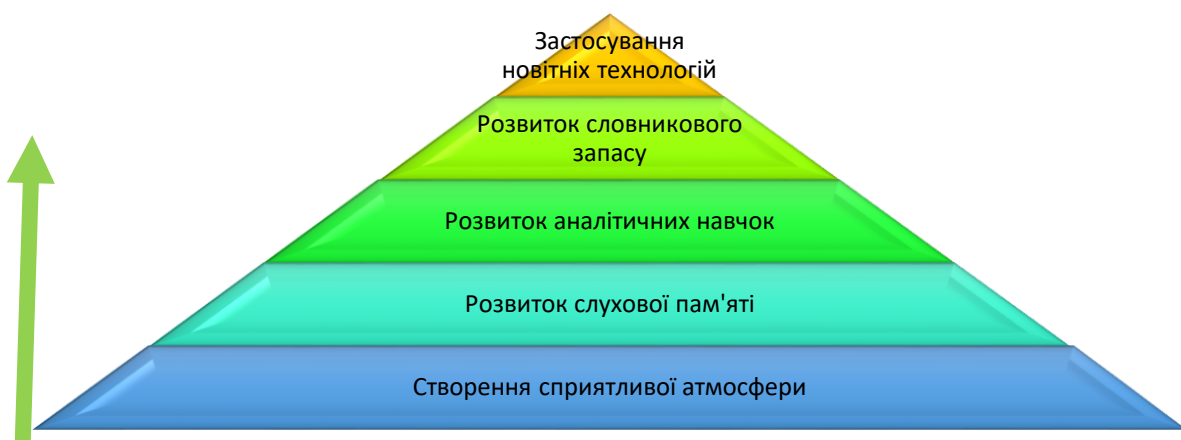 Застосування
новітніх технологій
Розвиток словникового
запасу
Розвиток аналітичних навчок
Розвиток слухової пам'яті
Створення сприятливої атмосфери